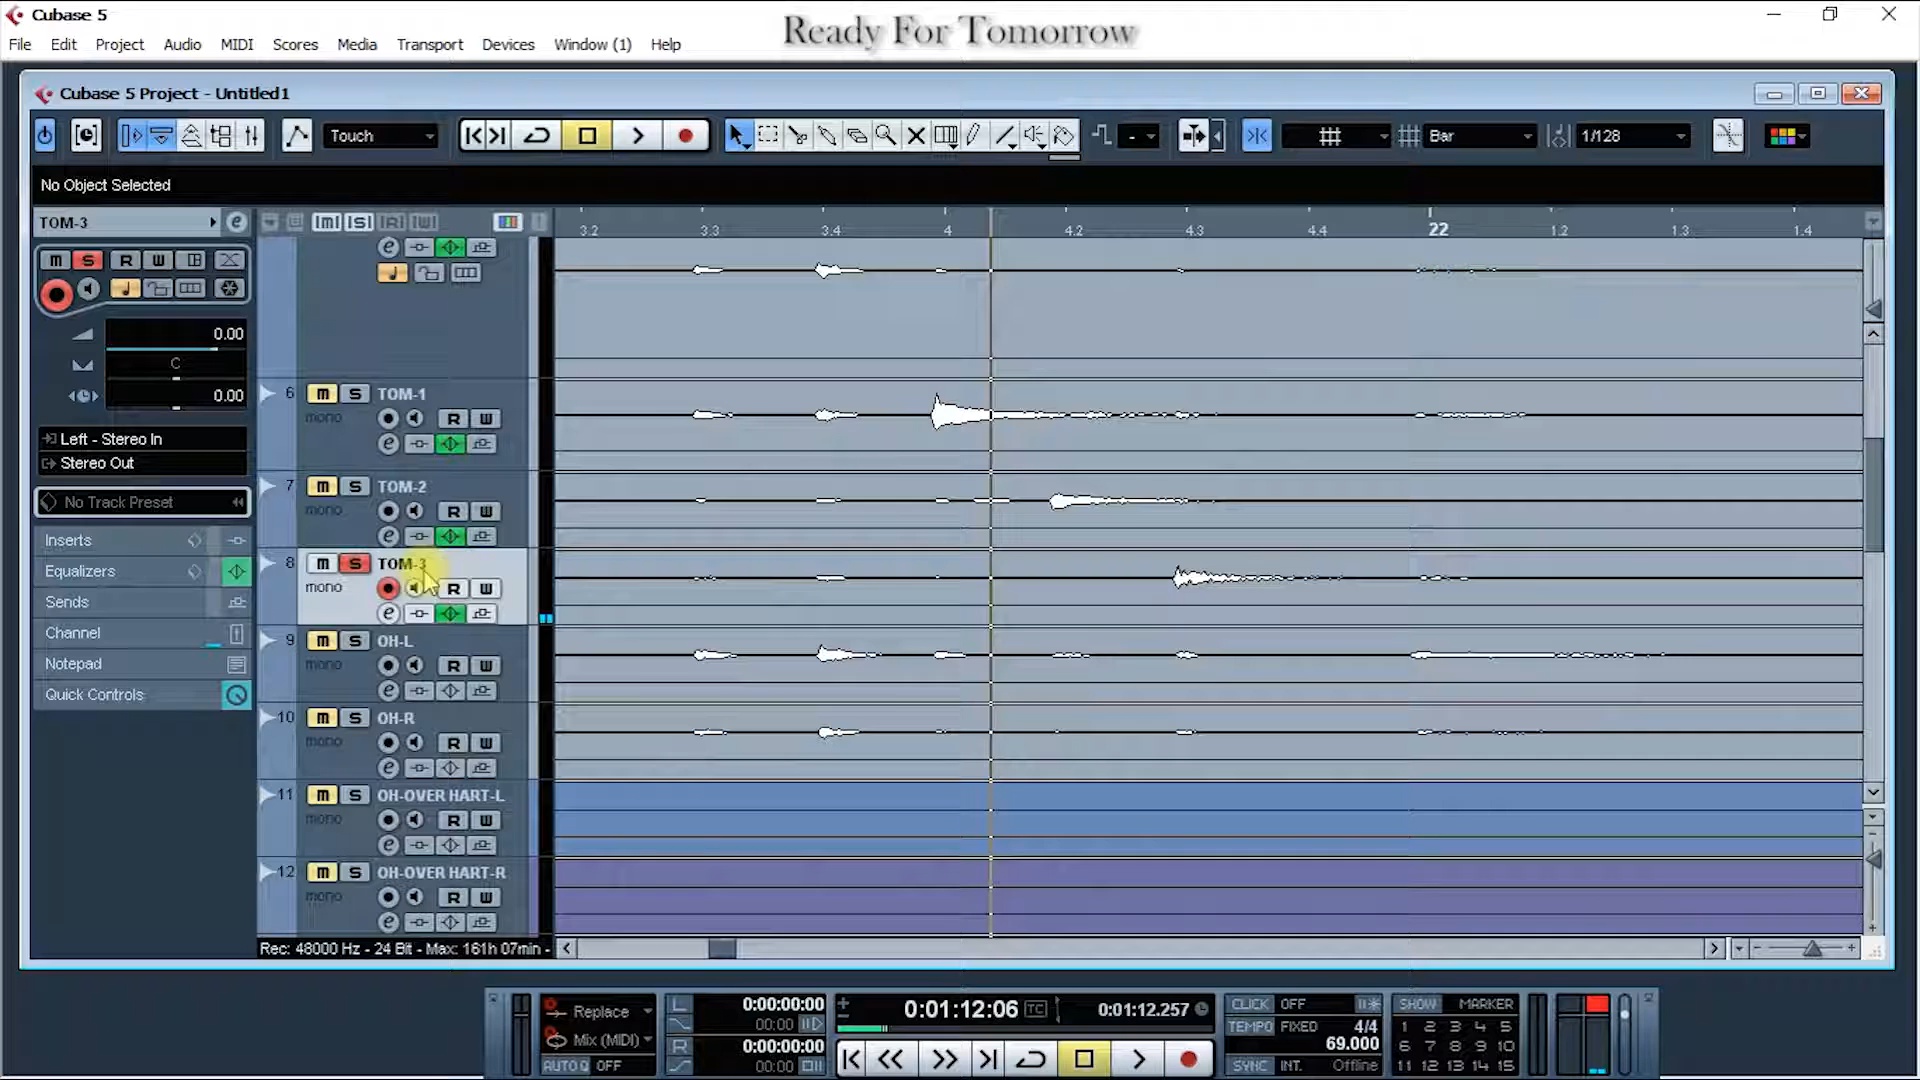 Cubase 5
Ready For Tomorrow
File Edit Project Audio MIDI Scores Media Transport Devices Window (1) Help
Cubase 5 Project - Untitled1
Touch - Bar 1/128
No Object Selected
TOM-3 e [M] [S] [R] [W] 3.2 3.3 3.4 4 4.2 4.3 4.4 22 1.2 1.3 1.4
e
m S R W
0.00
C
0.00
6 m S TOM-1
mono R W
e
Left - Stereo In
Stereo Out
7 m S TOM-2
No Track Preset
mono R W
e
Inserts
8 m S TOM-3
Equalizers
mono R W
Sends
e
Channel
9 m S OH-L
Notepad
mono R W
Quick Controls
e
10 m S OH-R
mono R W
e
11 m S OH-OVER HART-L
mono R W
e
12 m S OH-OVER HART-R
mono R W
e
Rec: 48000 Hz - 24 Bit - Max: 161h 07min -
Replace L 0:00:00:00 0:01:12:06 TC 0:01:12.257 CLICK OFF SHOW MARKER
00:00
Mix (MIDI) TEMPO FIXED 4/4 1 2 3 4 5
R 0:00:00:00 69.000 6 7 8 9 10
AUTO Q OFF 00:00 SYNC INT. Offline 11 12 13 14 15